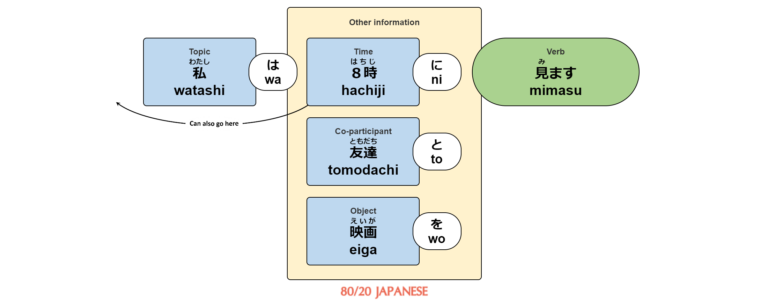 Other information
Topic
わたし
私
watashi
は
wa
Time
はちじ
８時
hachiji
に
ni
Verb
み
見ます
mimasu
Can also go here
Co-participant
ともだち
友達
tomodachi
と
to
Object
えいが
映画
eiga
を
wo
80/20 JAPANESE